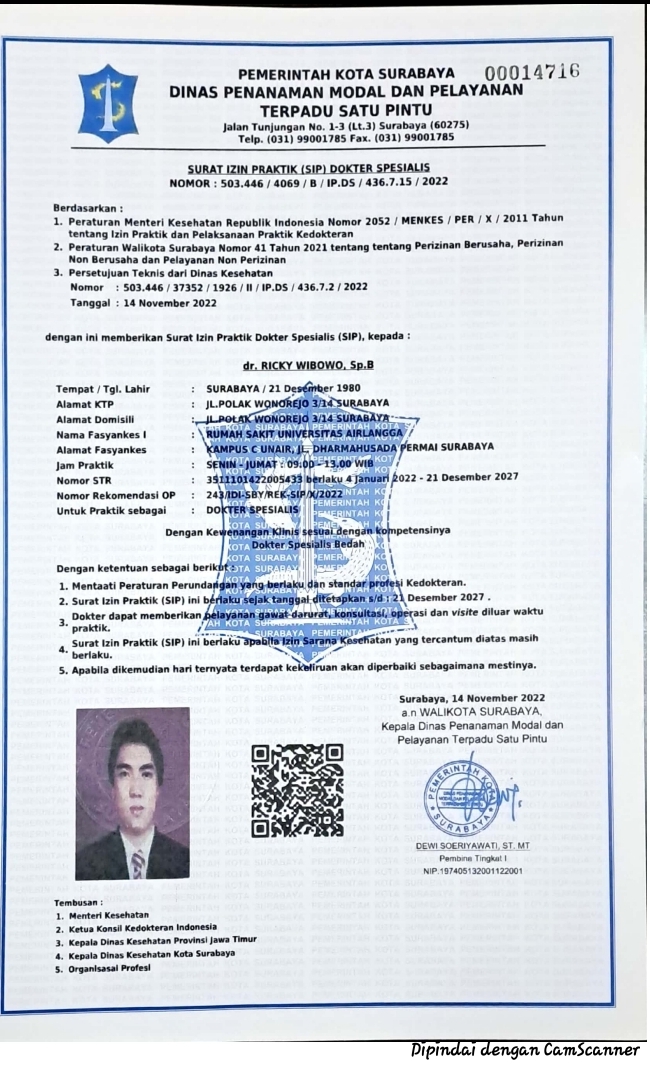 PEMERINTAH KOTA SURABAYA
00014716
DINAS PENANAMAN MODAL DAN PELAYANAN
TERPADU SATU PINTU
Jalan Tunjungan No. 1-3 (Lt.3) Surabaya (60275)
Telp. (031) 99001785 Fax. (031) 99001785
SURAT IZIN PRAKTIK (SIP) DOKTER SPESIALIS
NOMOR : 503.446 / 4069 / B / IP.DS / 436.7.15 / 2022
Berdasarkan :
1. Peraturan Menteri Kesehatan Republik Indonesia Nomor 2052 / MENKES / PER / X / 2011 Tahun
tentang Izin Praktik dan Pelaksanaan Praktik Kedokteran
2. Peraturan Walikota Surabaya Nomor 41 Tahun 2021 tentang tentang Perizinan Berusaha, Perizinan
Non Berusaha dan Pelayanan Non Perizinan
3. Persetujuan Teknis dari Dinas Kesehatan
Nomor : 503.446 / 37352 / 1926 / II / IP.DS / 436.7.2 / 2022
Tanggal : 14 November 2022
dengan ini memberikan Surat Izin Praktik Dokter Spesialis (SIP), kepada :
dr. RICKY WIBOWO, Sp.B
Tempat / Tgl. Lahir : SURABAYA / 21 Desember 1980
Alamat KTP : JL.POLAK WONOREJO 3/14 SURABAYA
Alamat Domisili : JL.POLAK WONOREJO 3/14 SURABAYA
Nama Fasyankes I : RUMAH SAKIT UNIVERSITAS AIRLANGGA
Alamat Fasyankes : KAMPUS C UNAIR, JL. DHARMAHUSADA PERMAI SURABAYA
Jam Praktik : SENIN - JUMAT : 09:00 - 13.00 WIB
Nomor STR : 3511101422005433 berlaku 4 Januari 2022 - 21 Desember 2027
Nomor Rekomendasi OP : 243/IDI-SBY/REK-SIP/X/2022
Untuk Praktik sebagai : DOKTER SPESIALIS
Dengan Kewenangan Klinis sesuai dengan kompetensinya
Dokter Spesialis Bedah
Dengan ketentuan sebagai berikut :
1. Mentaati Peraturan Perundangan yang berlaku dan standar profesi Kedokteran.
2. Surat Izin Praktik (SIP) ini berlaku sejak tanggal ditetapkan s/d : 21 Desember 2027 .
3. Dokter dapat memberikan pelayanan gawat darurat, konsultasi, operasi dan visite diluar waktu
praktik.
4. Surat Izin Praktik (SIP) ini berlaku apabila Izin Sarana Kesehatan yang tercantum diatas masih
berlaku.
5. Apabila dikemudian hari ternyata terdapat kekeliruan akan diperbaiki sebagaimana mestinya.
Surabaya, 14 November 2022
a.n WALIKOTA SURABAYA,
Kepala Dinas Penanaman Modal dan
Pelayanan Terpadu Satu Pintu
PEMERINTAH KOTA
SURABAYA
DEWI SOERIYAWATI, ST. MT
Pembine Tingkat I
NIP.197405132001122001
Tembusan :
1. Menteri Kesehatan
2. Ketua Konsil Kedokteran Indonesia
3. Kepala Dinas Kesehatan Provinsi Jawa Timur
4. Kepala Dinas Kesehatan Kota Surabaya
5. Organisasal Profesl
Dipindai dengan CamScanner